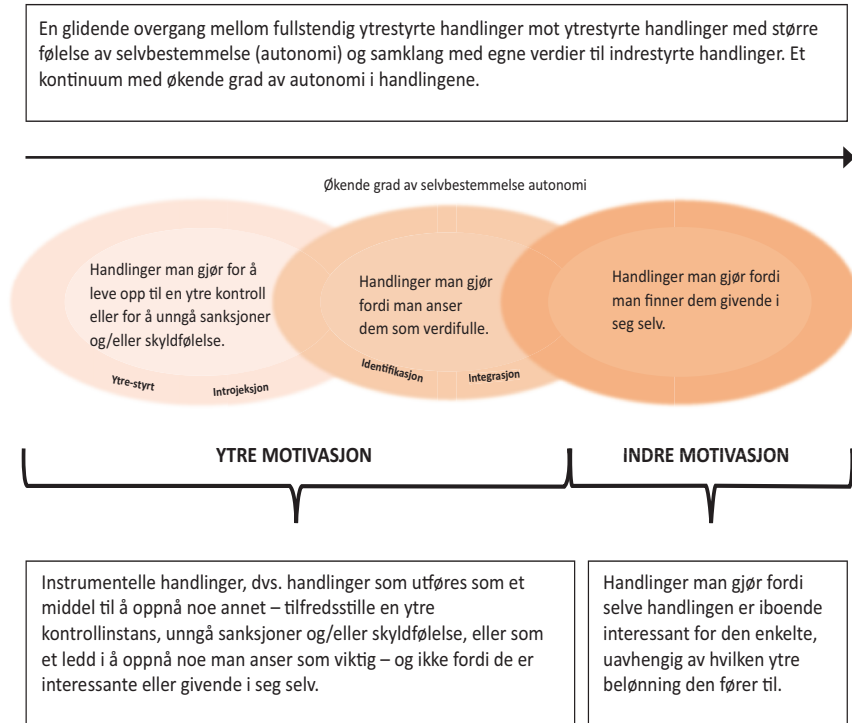 En glidende overgang mellom fullstendig ytrestyrte handlinger mot ytrestyrte handlinger med større
følelse av selvbestemmelse (autonomi) og samklang med egne verdier til indrestyrte handlinger. Et
kontinuum med økende grad av autonomi i handlingene.
Økende grad av selvbestemmelse autonomi
Handlinger man gjør for å
leve opp til en ytre kontroll
eller for å unngå sanksjoner
og/eller skyldfølelse.
Ytre-styrt
Introjeksjon
Handlinger man gjør
fordi man anser
dem som verdifulle.
Identifikasjon
Integrasjon
Handlinger man gjør fordi
man finner dem givende i
seg selv.
YTRE MOTIVASJON
INDRE MOTIVASJON
Instrumentelle handlinger, dvs. handlinger som utføres som et
middel til å oppnå noe annet – tilfredsstille en ytre
kontrollinstans, unngå sanksjoner og/eller skyldfølelse, eller som
et ledd i å oppnå noe man anser som viktig – og ikke fordi de er
interessante eller givende i seg selv.
Handlinger man gjør fordi
selve handlingen er iboende
interessant for den enkelte,
uavhengig av hvilken ytre
belønning den fører til.